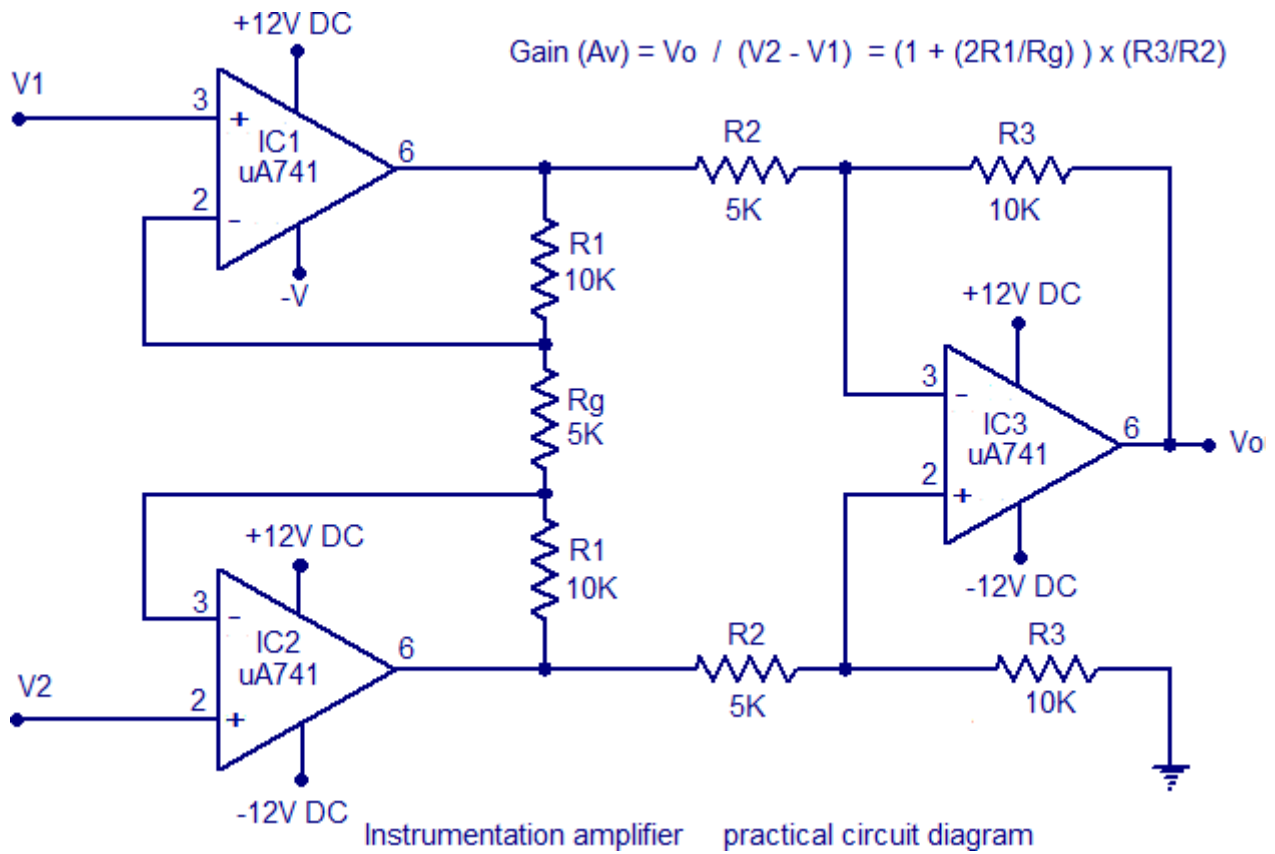 +12V DC
Gain (Av) = Vo / (V2 - V1) = (1 + (2R1/Rg) ) x (R3/R2)
V1
3
+
IC1
uA741
6
2
-
-V
R2
5K
R3
10K
R1
10K
+12V DC
Rg
5K
3
-
IC3
uA741
6
2
+
-12V DC
+12V DC
R1
10K
3
-
IC2
uA741
6
V2
2
+
-12V DC
R2
5K
R3
10K
Instrumentation amplifier practical circuit diagram